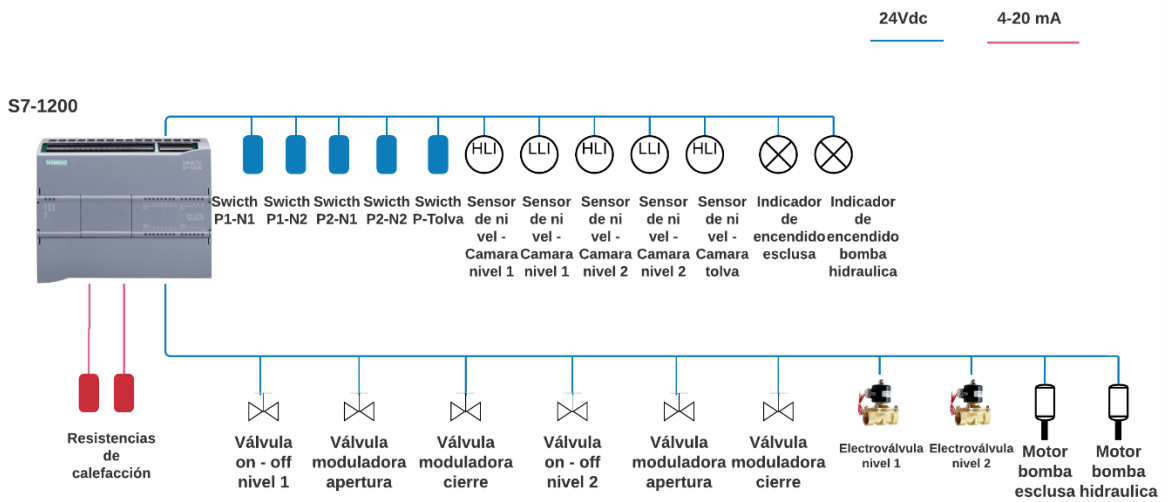 24Vdc
4-20 mA
S7-1200
SIEMENS
HLI
LLI
HLI
LLI
HLI
Swicth
P1-N1
Swicth
P1-N2
Swicth
P2-N1
Swicth
P2-N2
Swicth
P-Tolva
Sensor
de ni
vel -
Camara
nivel 1
Sensor
de ni
vel -
Camara
nivel 1
Sensor
de ni
vel -
Camara
nivel 2
Sensor
de ni
vel -
Camara
nivel 2
Sensor
de ni
vel -
Camara
tolva
Indicador
de
encendido
esclusa
Indicador
de
encendido
bomba
hidraulica
Resistencias
de
calefacción
Válvula
on - off
nivel 1
Válvula
moduladora
apertura
Válvula
moduladora
cierre
Válvula
on - off
nivel 2
Válvula
moduladora
apertura
Válvula
moduladora
cierre
Electroválvula
nivel 1
Electroválvula
nivel 2
Motor
bomba
esclusa
Motor
bomba
hidraulica